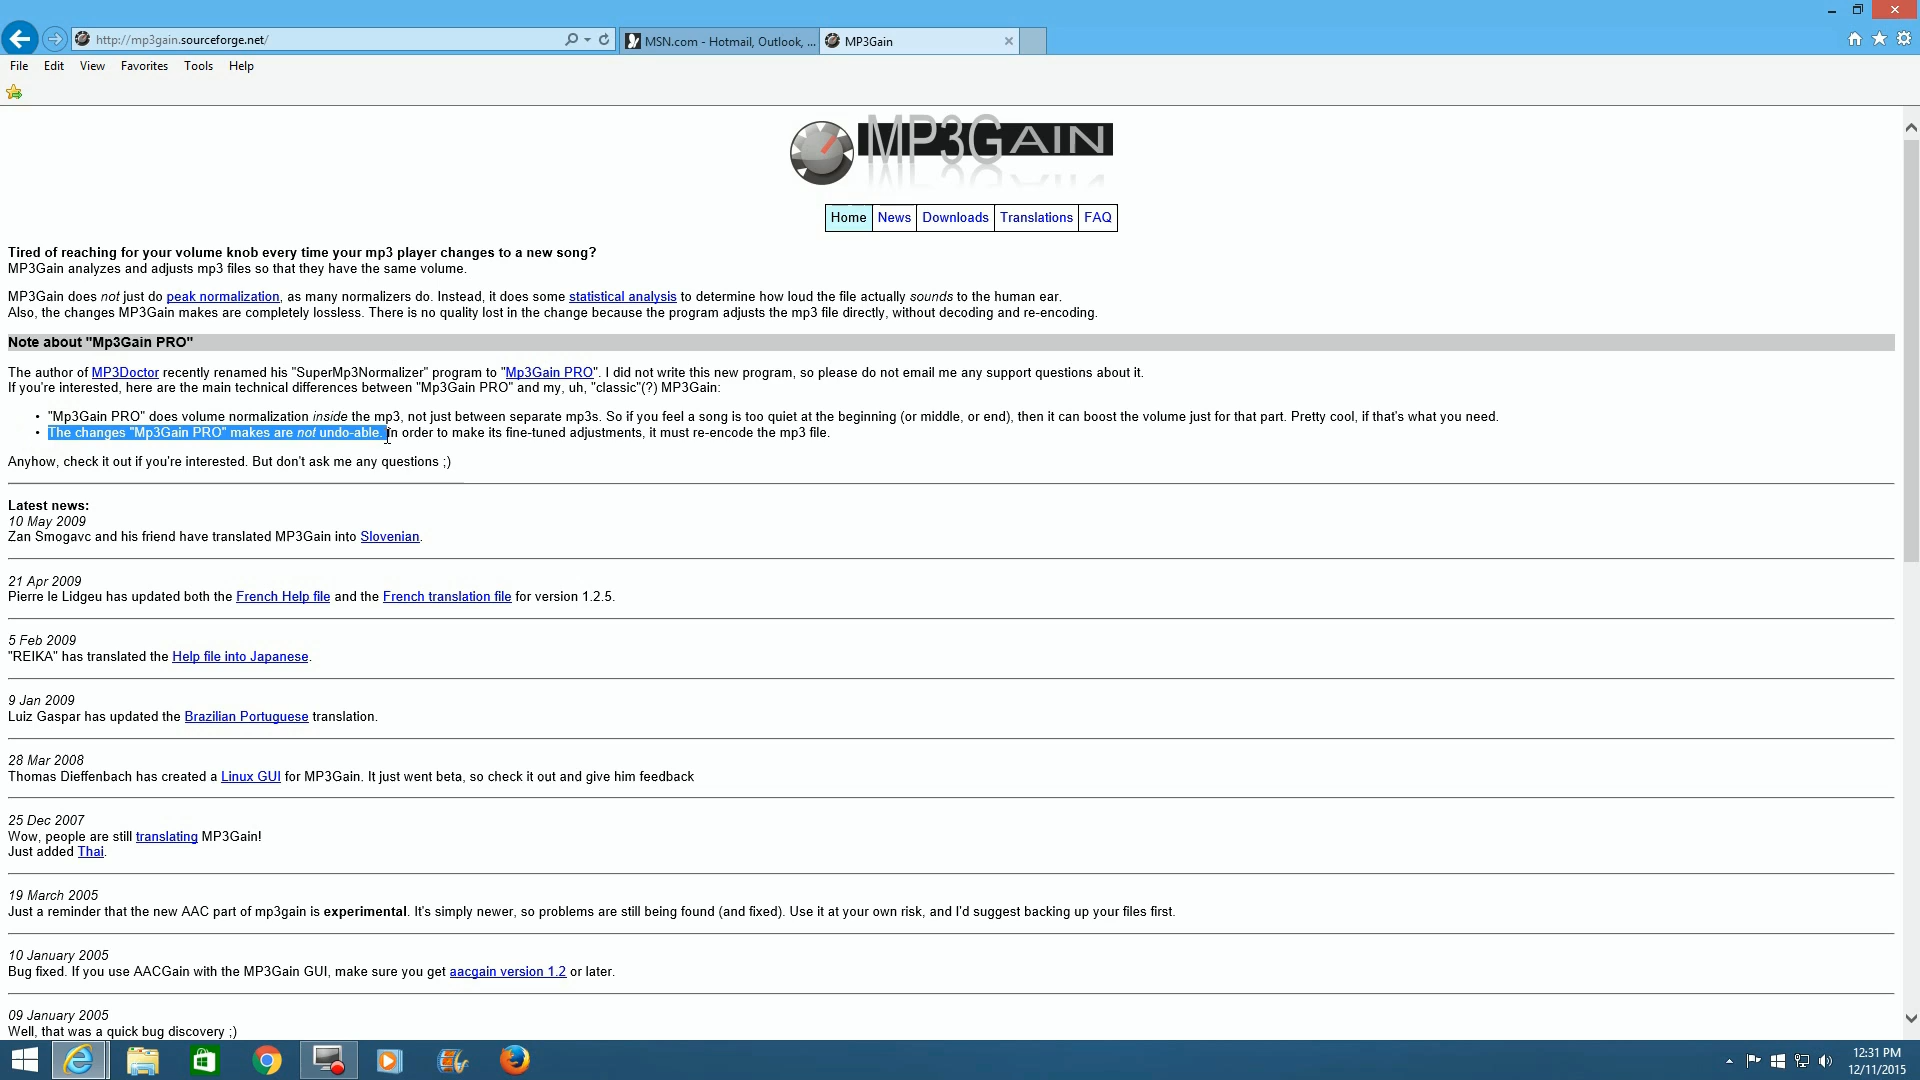 http://mp3gain.sourceforge.net/
MSN.com - Hotmail, Outlook, ...
MP3Gain
File Edit View Favorites Tools Help
MP3GAIN
Home News Downloads Translations FAQ
Tired of reaching for your volume knob every time your mp3 player changes to a new song?
MP3Gain analyzes and adjusts mp3 files so that they have the same volume.
MP3Gain does not just do peak normalization, as many normalizers do. Instead, it does some statistical analysis to determine how loud the file actually sounds to the human ear.
Also, the changes MP3Gain makes are completely lossless. There is no quality lost in the change because the program adjusts the mp3 file directly, without decoding and re-encoding.
Note about "Mp3Gain PRO"
The author of MP3Doctor recently renamed his "SuperMp3Normalizer" program to "Mp3Gain PRO". I did not write this new program, so please do not email me any support questions about it.
If you're interested, here are the main technical differences between "Mp3Gain PRO" and my, uh, "classic"(?) MP3Gain:
• "Mp3Gain PRO" does volume normalization inside the mp3, not just between separate mp3s. So if you feel a song is too quiet at the beginning (or middle, or end), then it can boost the volume just for that part. Pretty cool, if that's what you need.
• The changes "Mp3Gain PRO" makes are not undo-able. In order to make its fine-tuned adjustments, it must re-encode the mp3 file.
Anyhow, check it out if you're interested. But don't ask me any questions ;)
Latest news:
10 May 2009
Zan Smogavc and his friend have translated MP3Gain into Slovenian.
21 Apr 2009
Pierre le Lidgeu has updated both the French Help file and the French translation file for version 1.2.5.
5 Feb 2009
"REIKA" has translated the Help file into Japanese.
9 Jan 2009
Luiz Gaspar has updated the Brazilian Portuguese translation.
28 Mar 2008
Thomas Dieffenbach has created a Linux GUI for MP3Gain. It just went beta, so check it out and give him feedback
25 Dec 2007
Wow, people are still translating MP3Gain!
Just added Thai.
19 March 2005
Just a reminder that the new AAC part of mp3gain is experimental. It's simply newer, so problems are still being found (and fixed). Use it at your own risk, and I'd suggest backing up your files first.
10 January 2005
Bug fixed. If you use AACGain with the MP3Gain GUI, make sure you get aacgain version 1.2 or later.
09 January 2005
Well, that was a quick bug discovery ;)
12:31 PM
12/11/2015